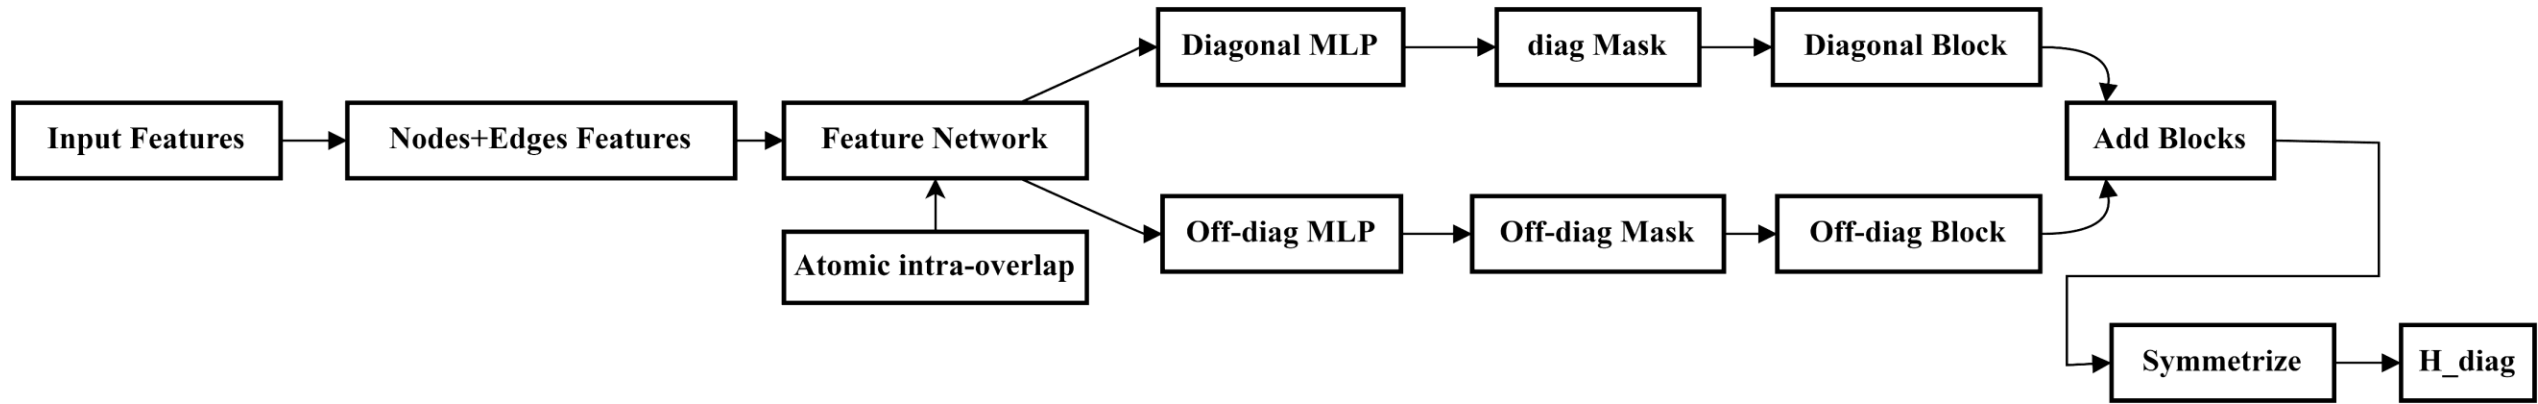 Input Features
Nodes+Edges Features
Feature Network
Atomic intra-overlap
Diagonal MLP
diag Mask
Diagonal Block
Off-diag MLP
Off-diag Mask
Off-diag Block
Add Blocks
Symmetrize
H_diag